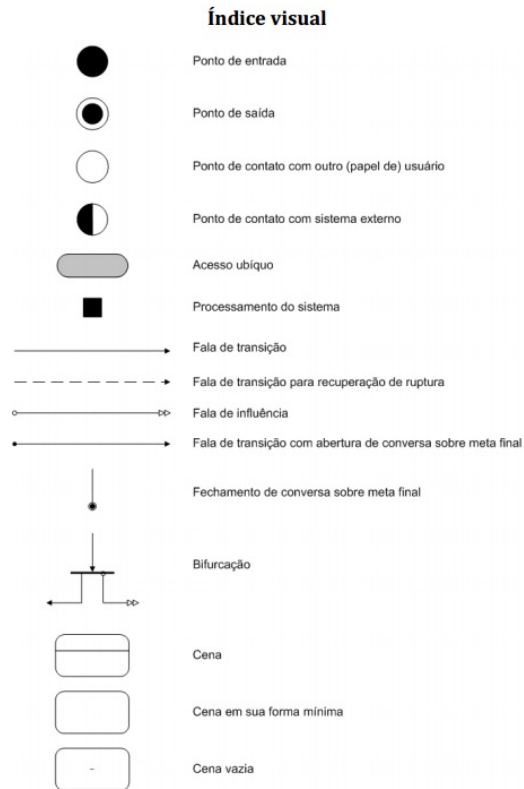 Índice visual
Ponto de entrada
Ponto de saída
Ponto de contato com outro (papel de) usuário
Ponto de contato com sistema externo
Acesso ubíquo
Processamento do sistema
Fala de transição
Fala de transição para recuperação de ruptura
Fala de influência
Fala de transição com abertura de conversa sobre meta final
Fechamento de conversa sobre meta final
Bifurcação
Cena
Cena em sua forma mínima
Cena vazia